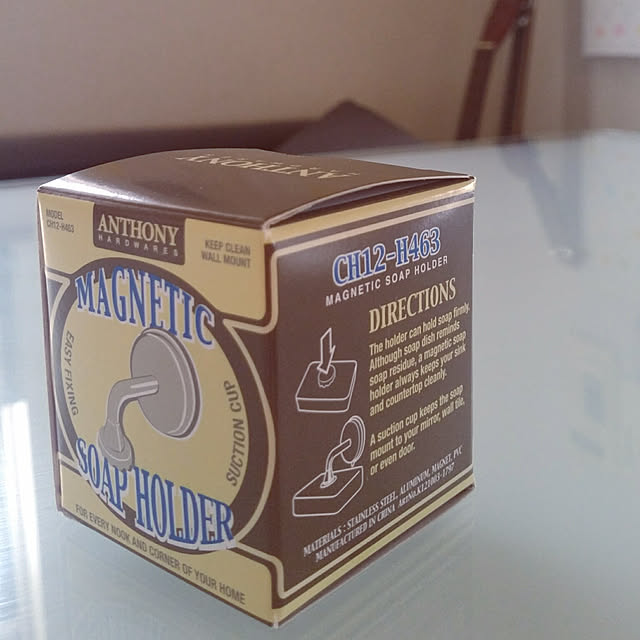 ANTHONY
MODEL
CH12-H463
ANTHONY
HARDWARES
KEEP CLEAN
WALL MOUNT
MAGNETIC
EASY FIXING
SUCTION CUP
SOAP HOLDER
FOR EVERY NOOK AND CORNER OF YOUR HOME
CH12-H463
MAGNETIC SOAP HOLDER
DIRECTIONS
The holder can hold soap firmly.
Although soap dish reminds
soap residue, a magnetic soap
holder always keeps your sink
and countertop cleanly.
A suction cup keeps the soap
mount to your mirror, wall tile,
or even door.
MATERIALS : STAINLESS STEEL, ALUMINUM, MAGNET, PVC
MANUFACTURED IN CHINA